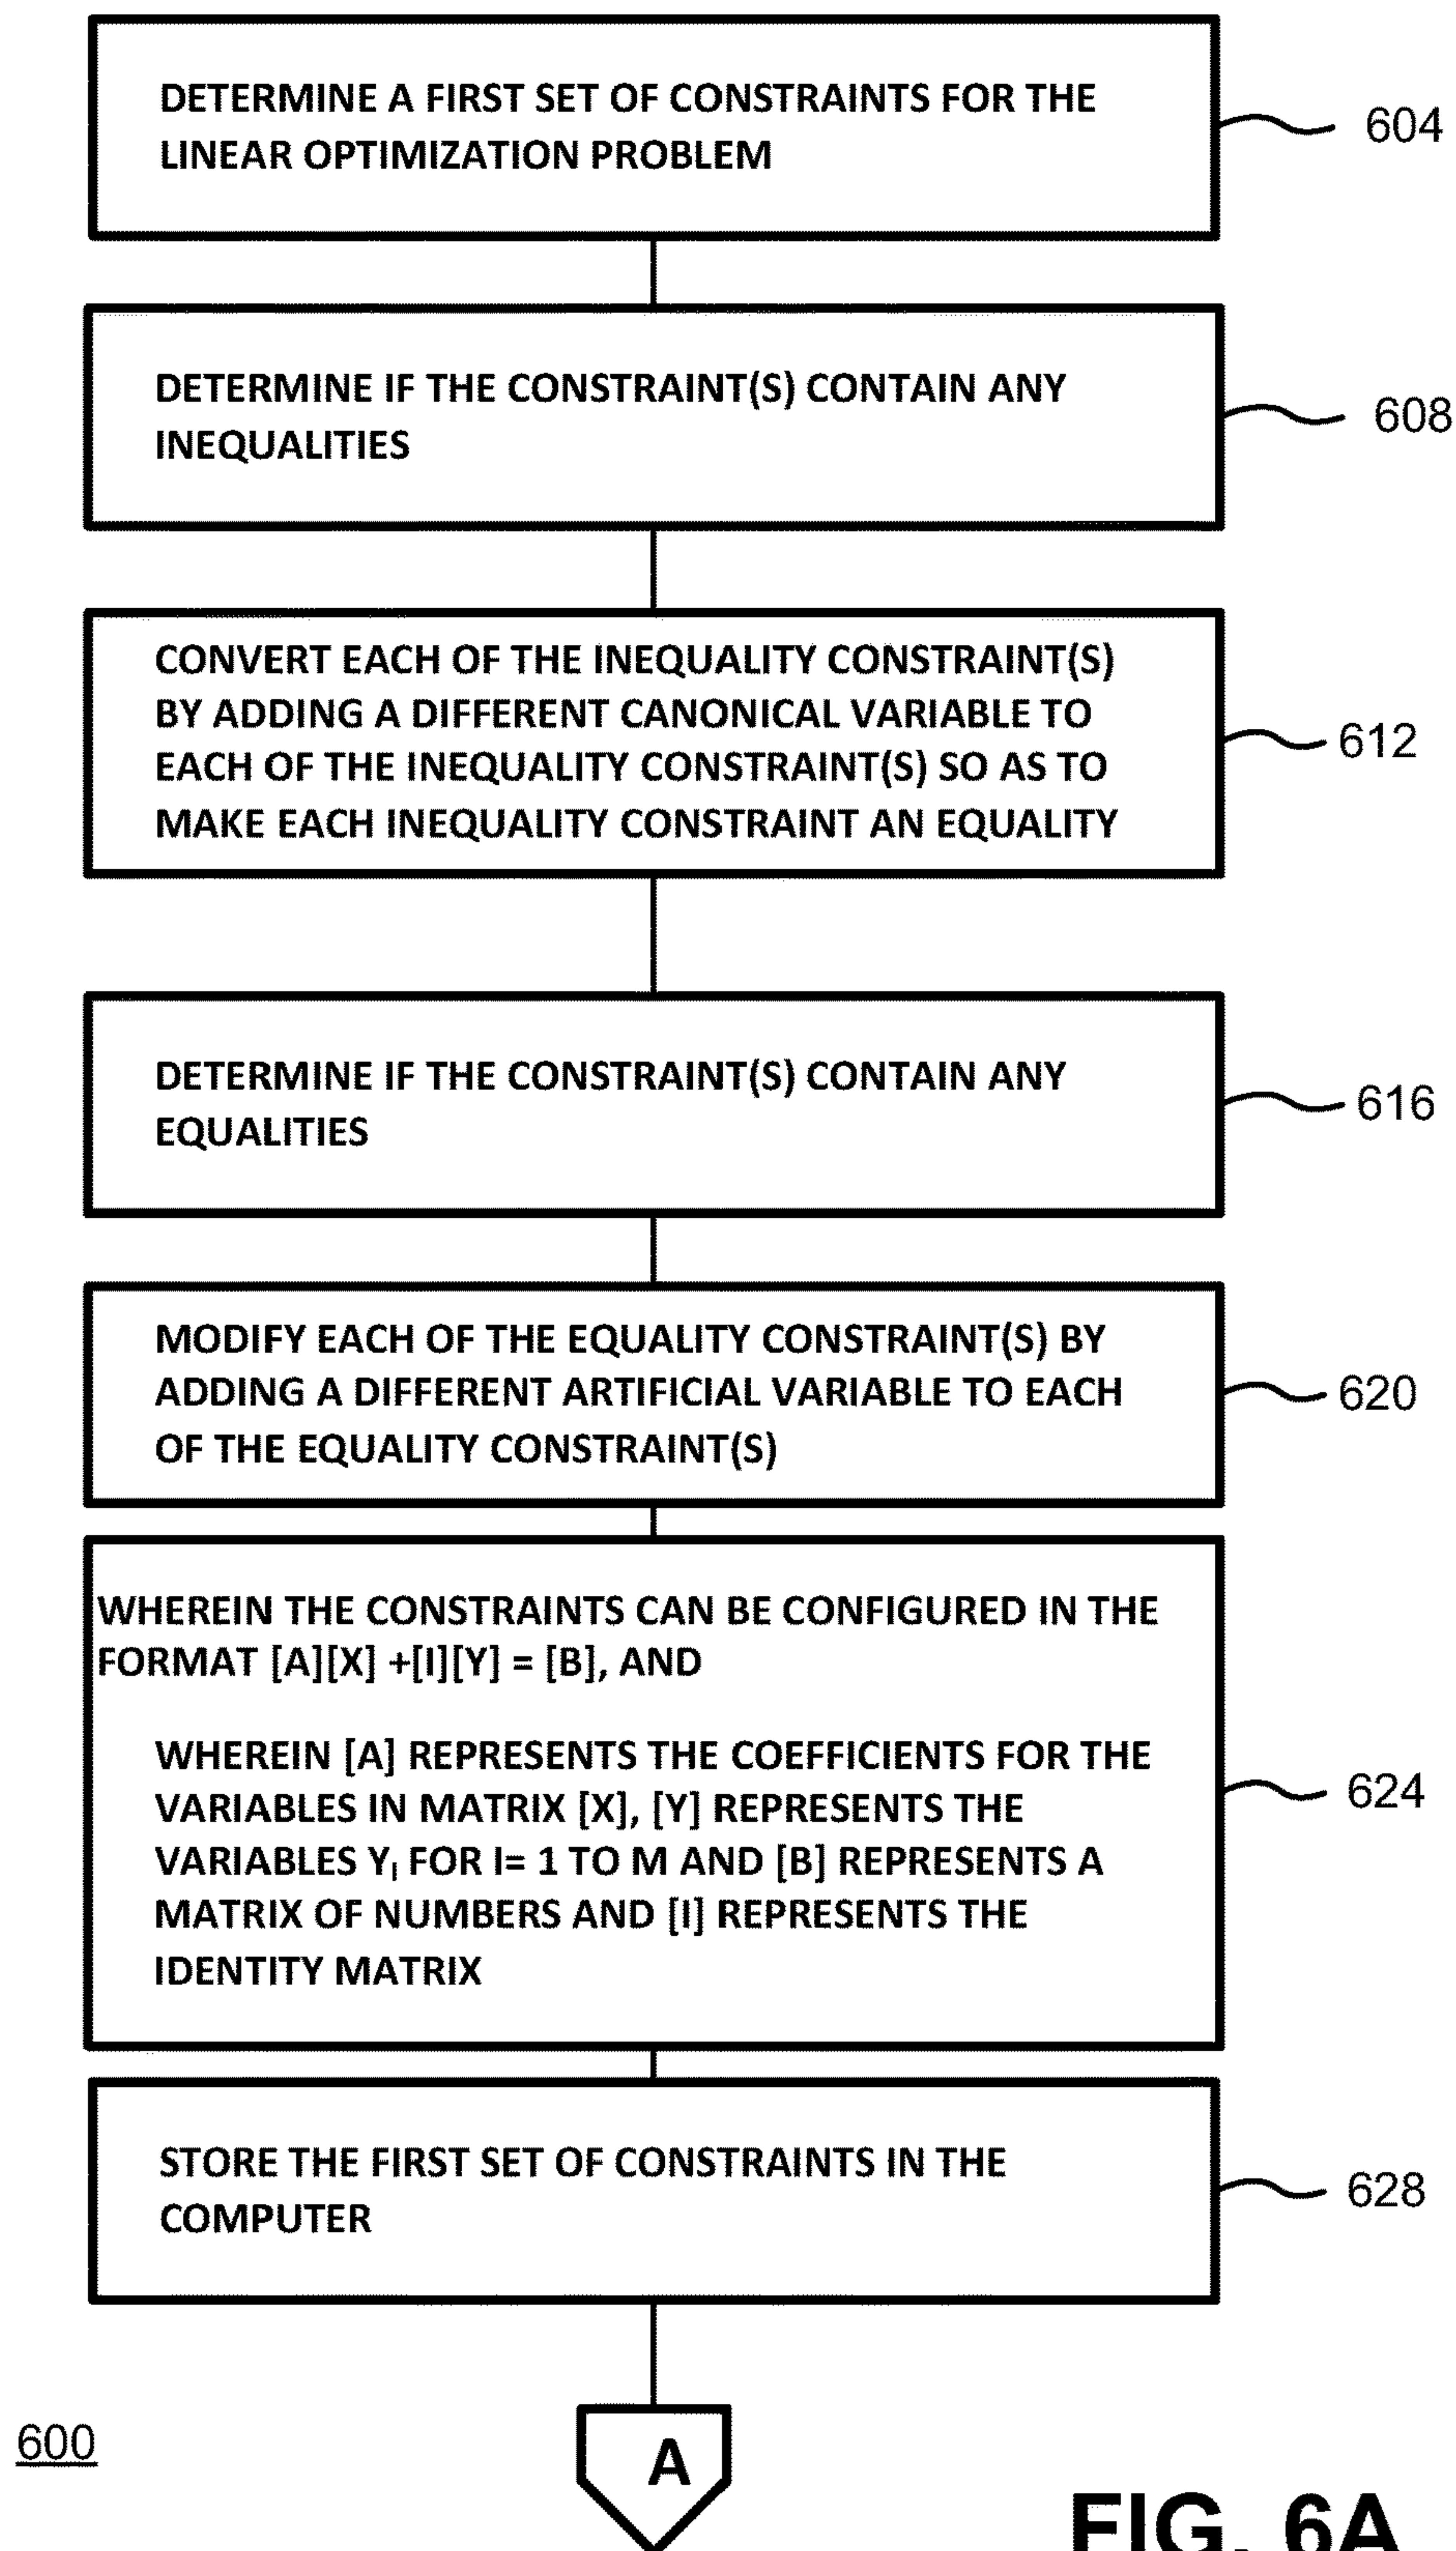 DETERMINE A FIRST SET OF CONSTRAINTS FOR THE
LINEAR OPTIMIZATION PROBLEM
604
DETERMINE IF THE CONSTRAINT(S) CONTAIN ANY
INEQUALITIES
608
CONVERT EACH OF THE INEQUALITY CONSTRAINT(S)
BY ADDING A DIFFERENT CANONICAL VARIABLE TO
EACH OF THE INEQUALITY CONSTRAINT(S) SO AS TO
MAKE EACH INEQUALITY CONSTRAINT AN EQUALITY
612
DETERMINE IF THE CONSTRAINT(S) CONTAIN ANY
EQUALITIES
616
MODIFY EACH OF THE EQUALITY CONSTRAINT(S) BY
ADDING A DIFFERENT ARTIFICIAL VARIABLE TO EACH
OF THE EQUALITY CONSTRAINT(S)
620
WHEREIN THE CONSTRAINTS CAN BE CONFIGURED IN THE
FORMAT [A][X] +[I][Y] = [B], AND
WHEREIN [A] REPRESENTS THE COEFFICIENTS FOR THE
VARIABLES IN MATRIX [X], [Y] REPRESENTS THE
VARIABLES Y_I FOR I= 1 TO M AND [B] REPRESENTS A
MATRIX OF NUMBERS AND [I] REPRESENTS THE
IDENTITY MATRIX
624
STORE THE FIRST SET OF CONSTRAINTS IN THE
COMPUTER
628
600
A
FIG. 6A